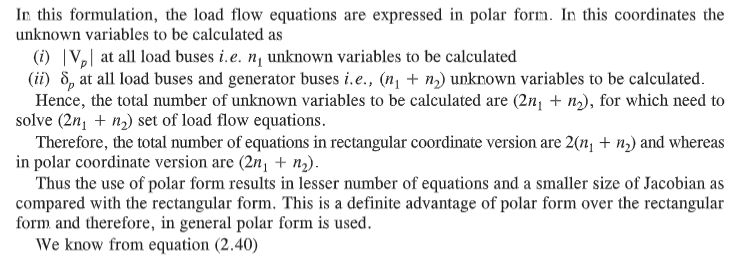 In this formulation, the load flow equations are expressed in polar form. In this coordinates the
unknown variables to be calculated as
(i) |Vₚ| at all load buses i.e. n₁ unknown variables to be calculated
(ii) δₚ at all load buses and generator buses i.e., (n₁ + n₂) unknown variables to be calculated.
Hence, the total number of unknown variables to be calculated are (2n₁ + n₂), for which need to
solve (2n₁ + n₂) set of load flow equations.
Therefore, the total number of equations in rectangular coordinate version are 2(n₁ + n₂) and whereas
in polar coordinate version are (2n₁ + n₂).
Thus the use of polar form results in lesser number of equations and a smaller size of Jacobian as
compared with the rectangular form. This is a definite advantage of polar form over the rectangular
form and therefore, in general polar form is used.
We know from equation (2.40)